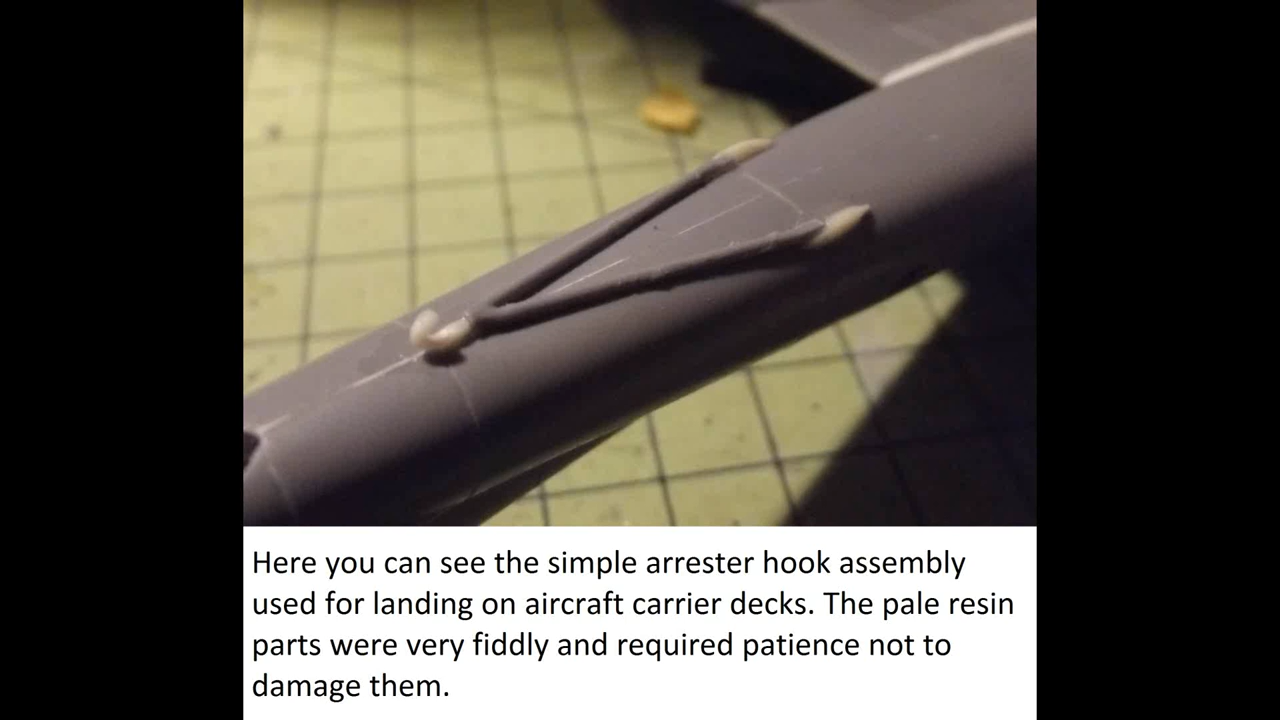 Here you can see the simple arrester hook assembly
used for landing on aircraft carrier decks. The pale resin
parts were very fiddly and required patience not to
damage them.